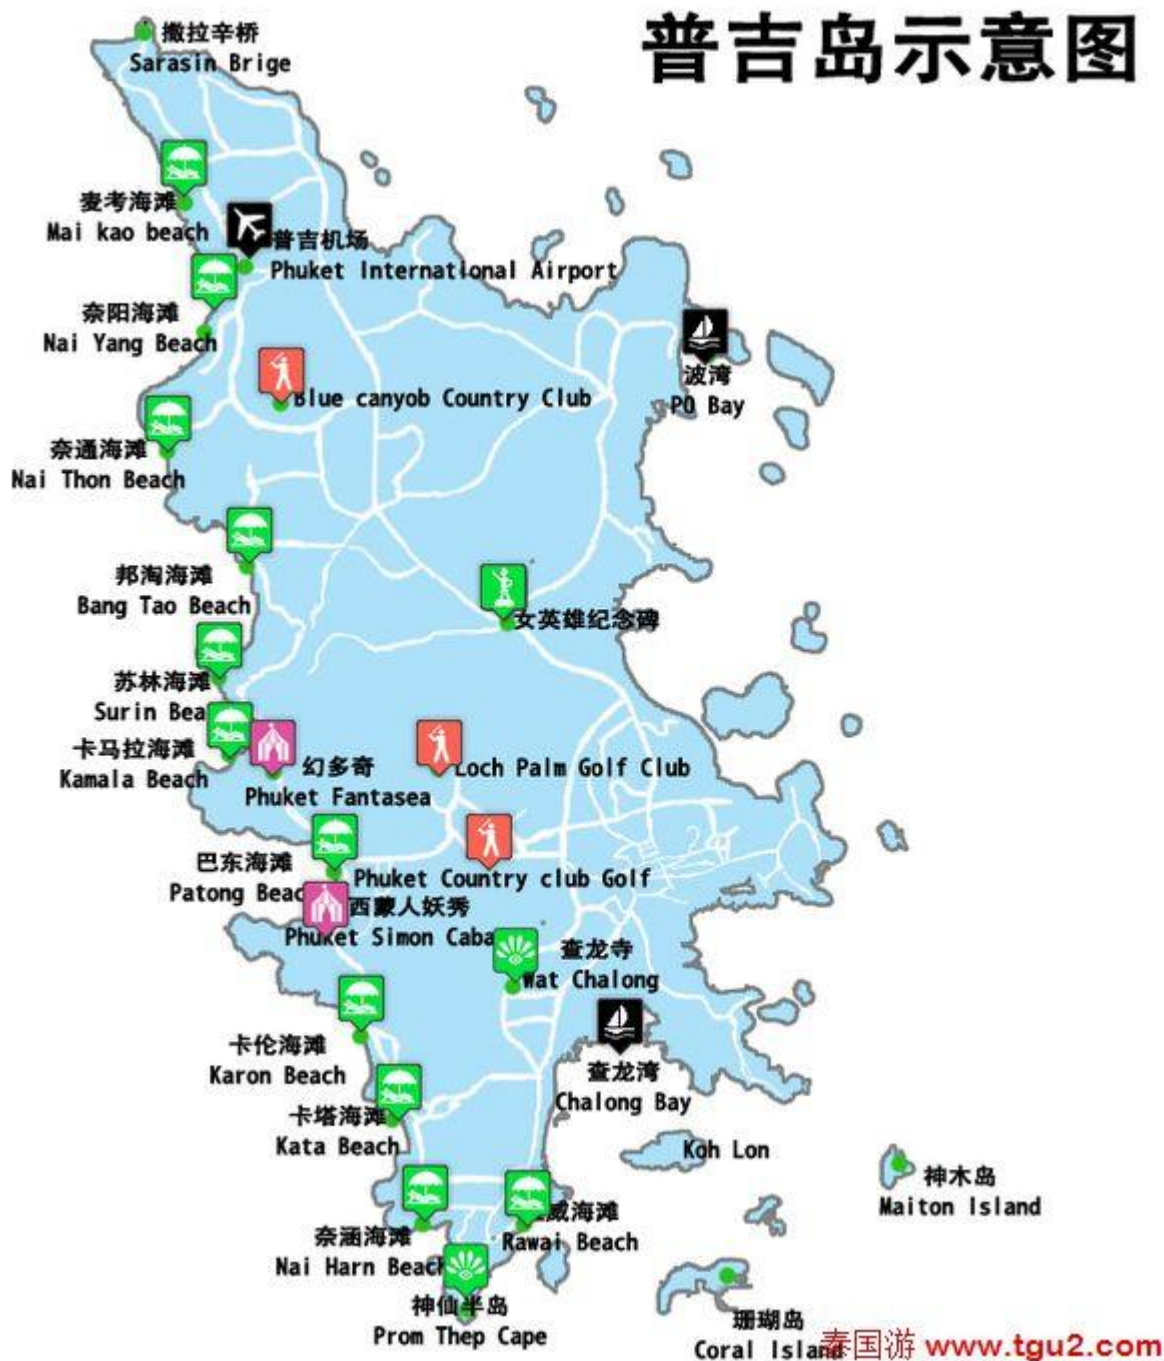 普吉岛示意图
撒拉辛桥
Sarasin Brige
麦考海滩
Mai kao beach
普吉机场
Phuket International Airport
奈阳海滩
Nai Yang Beach
波湾
PO Bay
Blue canyob Country Club
奈通海滩
Nai Thon Beach
邦淘海滩
Bang Tao Beach
女英雄纪念碑
苏林海滩
Surin Bea
卡马拉海滩
Kamala Beach
幻多奇
Phuket Fantasea
Loch Palm Golf Club
巴东海滩
Patong Beac
Phuket Country club Golf
西蒙人妖秀
Phuket Simon Caba
查龙寺
Wat Chalong
卡伦海滩
Karon Beach
查龙湾
Chalong Bay
卡塔海滩
Kata Beach
Koh Lon
神木岛
Maiton Island
威海滩
Rawai Beach
奈涵海滩
Nai Harn Beach
神仙半岛
Prom Thep Cape
珊瑚岛
Coral Island
泰国游 www.tgu2.com